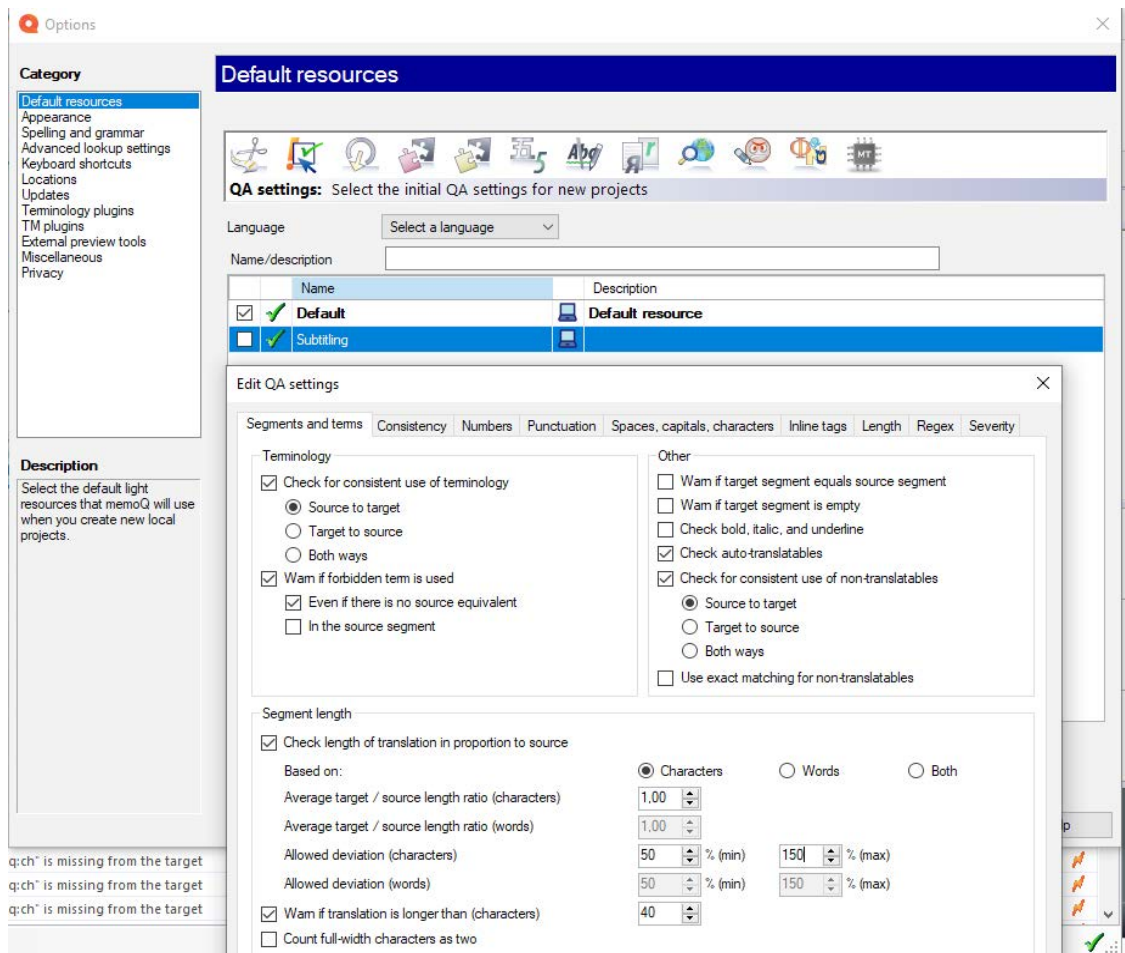 Options
Category
Default resources
Appearance
Spelling and grammar
Advanced lookup settings
Keyboard shortcuts
Locations
Updates
Terminology plugins
TM plugins
External preview tools
Miscellaneous
Privacy
Description
Select the default light
resources that memoQ will use
when you create new local
projects.
Default resources
五5 Abg R r MT
QA settings: Select the initial QA settings for new projects
Language Select a language
Name/description
Name Description
Default Default resource
Subtitling
Edit QA settings
Segments and terms Consistency Numbers Punctuation Spaces, capitals, characters Inline tags Length Regex Severity
Terminology
Check for consistent use of terminology
Source to target
Target to source
Both ways
Warn if forbidden term is used
Even if there is no source equivalent
In the source segment
Other
Warn if target segment equals source segment
Warn if target segment is empty
Check bold, italic, and underline
Check auto-translatables
Check for consistent use of non-translatables
Source to target
Target to source
Both ways
Use exact matching for non-translatables
Segment length
Check length of translation in proportion to source
Based on: Characters Words Both
Average target / source length ratio (characters) 1,00
Average target / source length ratio (words) 1,00
Allowed deviation (characters) 50 % (min) 150 % (max)
Allowed deviation (words) 50 % (min) 150 % (max)
Warn if translation is longer than (characters) 40
Count full-width characters as two
q:ch" is missing from the target
q:ch" is missing from the target
q:ch" is missing from the target